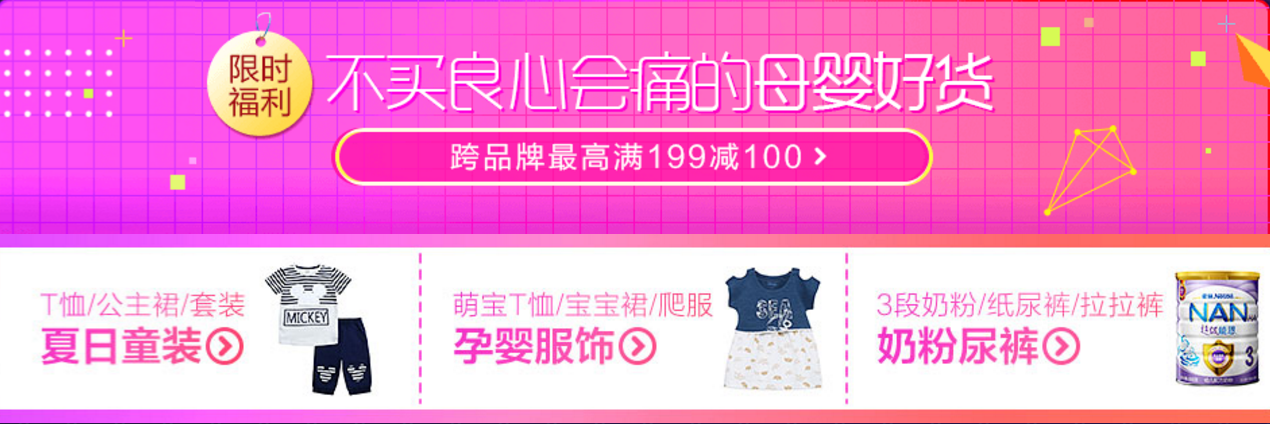 限时
福利
不买良心会痛的母婴好货
跨品牌最高满199减100
T恤/公主裙/套装
夏日童装
MICKEY
萌宝T恤/宝宝裙/爬服
孕婴服饰
SEA
3段奶粉/纸尿裤/拉拉裤
奶粉尿裤
NAN
3